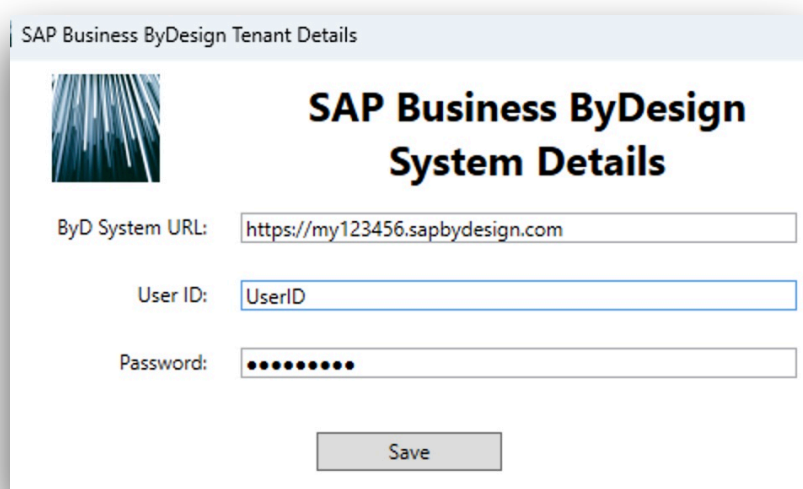 SAP Business ByDesign Tenant Details
SAP Business ByDesign
System Details
ByD System URL:
https://my123456.sapbydesign.com
User ID:
UserID
Password:
●●●●●●●●●
Save